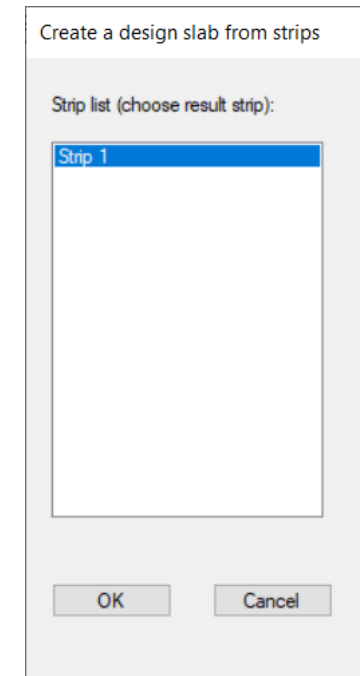 Create a design slab from strips
Strip list (choose result strip):
Strip 1
OK
Cancel